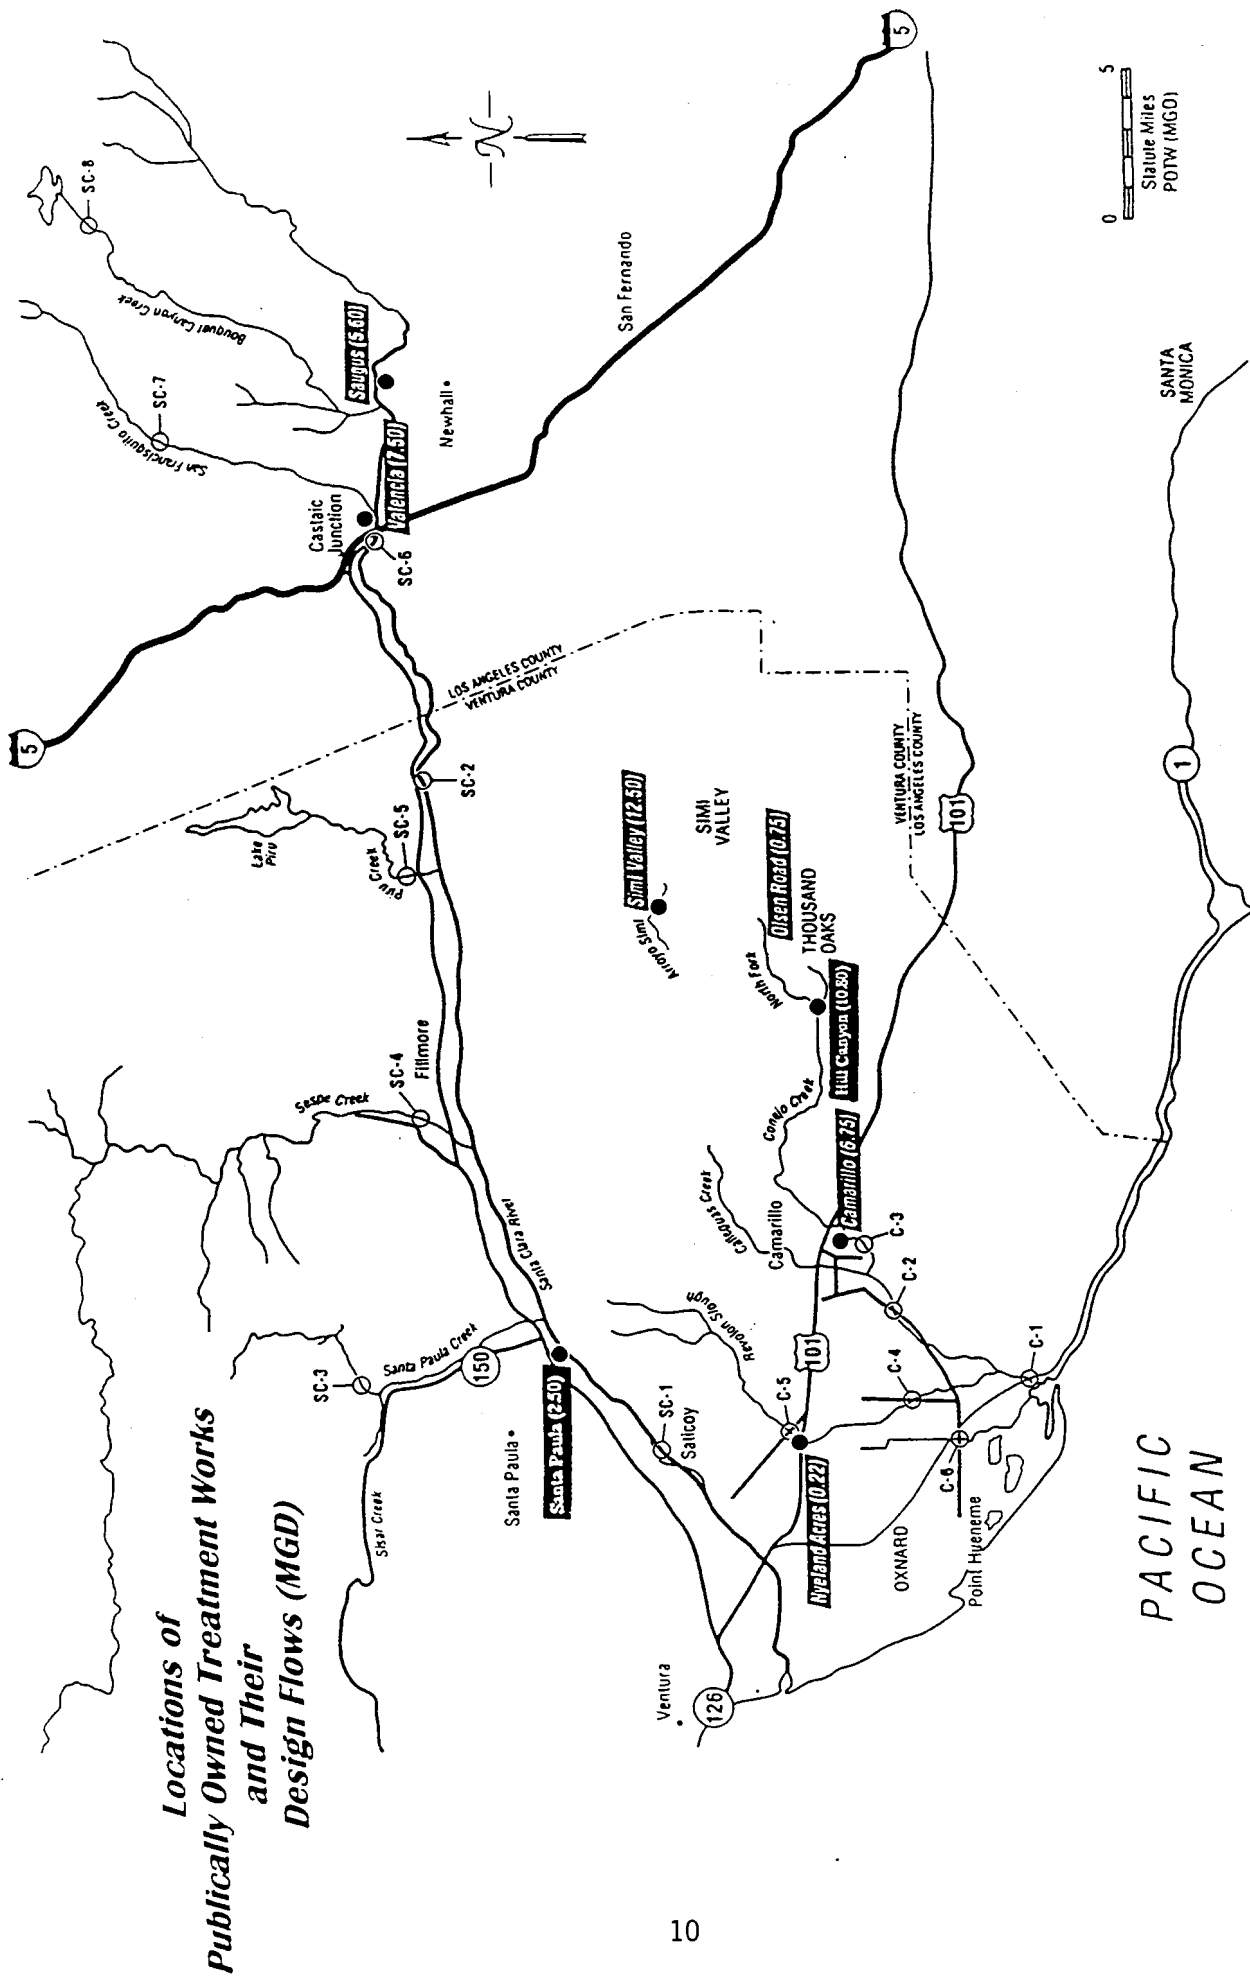 Locations of
Publically Owned Treatment Works
and Their
Design Flows (MGD)
5
SC-8
Bouquet Canyon Creek
SC-7
San Francisquito Creek
Saugus (5.60)
Castaic
Junction
Valencia (7.50)
Newhall
SC-6
-N-
San Fernando
5
LOS ANGELES COUNTY
VENTURA COUNTY
Lake
Piru
Piru Creek
SC-5
SC-2
SC-4
Fillmore
Sespe Creek
Santa Clara River
Santa Paula Creek
150
SC-3
Sisar Creek
Santa Paula
Santa Paula (2.50)
SC-1
Saticoy
Ventura
126
Simi Valley (12.50)
SIMI
VALLEY
Arroyo Simi
Olsen Road (0.75)
North Fork
THOUSAND
OAKS
Hill Canyon (10.80)
Conejo Creek
Camarillo (6.75)
Calleguas Creek
Camarillo
C-3
C-2
Revolon Slough
101
C-5
C-4
C-1
Nyeland Acres (0.22)
C-6
OXNARD
Point Hueneme
VENTURA COUNTY
LOS ANGELES COUNTY
101
1
SANTA
MONICA
0 5
Statute Miles
POTW (MGD)
PACIFIC
OCEAN
10